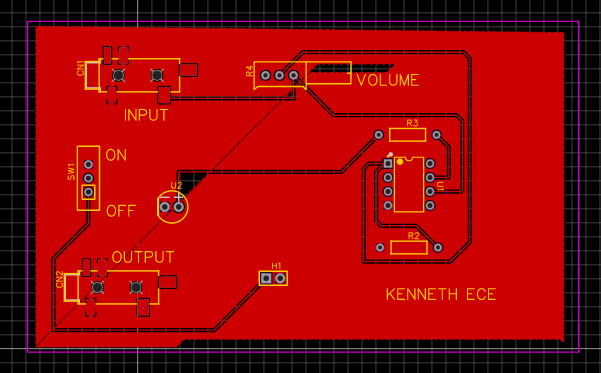 CN1
R4
VOLUME
INPUT
R3
SW1
ON
U2
U1
OFF
OUTPUT
R2
CN2
H1
KENNETH ECE